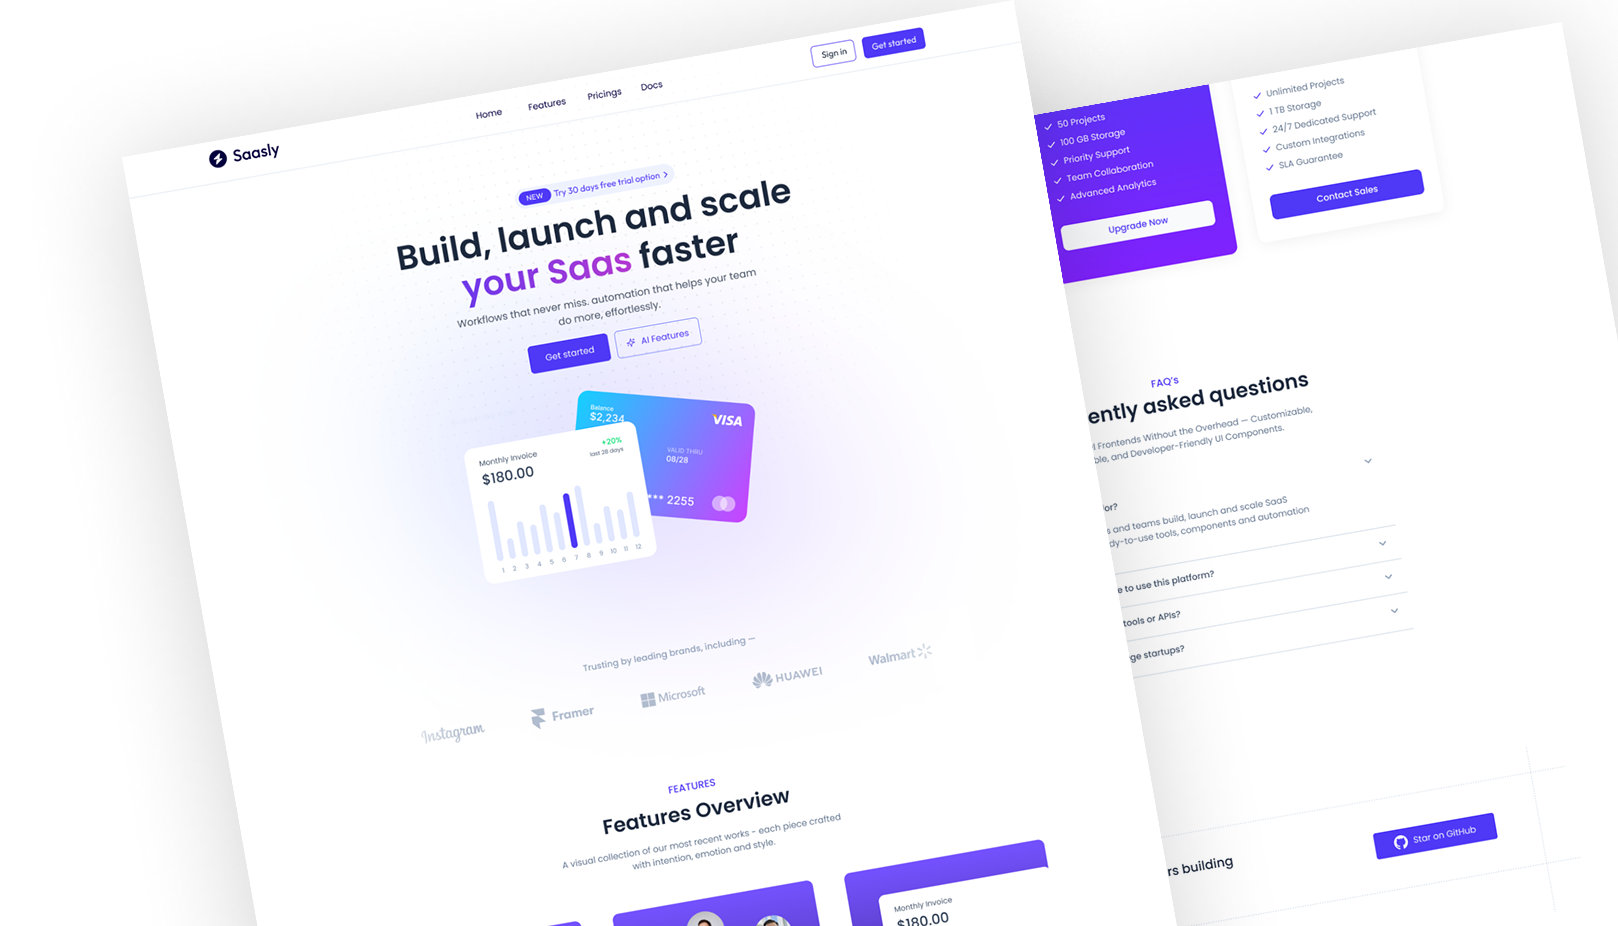 Saasly
Home
Features
Pricings
Docs
Sign in
Get started
NEW Try 30 days free trial option
Build, launch and scale
your Saas faster
Workflows that never miss. automation that helps your team
do more, effortlessly.
Get started
AI Features
Balance
$2,234
VISA
VALID THRU
08/28
*** 2255
Monthly Invoice
$180.00
+20%
last 28 days
1 2 3 4 5 6 7 8 9 10 11 12
Trusting by leading brands, including —
Instagram
Framer
Microsoft
HUAWEI
Walmart
FEATURES
Features Overview
A visual collection of our most recent works - each piece crafted
with intention, emotion and style.
Monthly Invoice
$180.00
50 Projects
100 GB Storage
Priority Support
Team Collaboration
Advanced Analytics
Upgrade Now
Unlimited Projects
1 TB Storage
24/7 Dedicated Support
Custom Integrations
SLA Guarantee
Contact Sales
FAQ's
ently asked questions
Frontends Without the Overhead — Customizable,
ble, and Developer-Friendly UI Components.
or?
s and teams build, launch and scale SaaS
dy-to-use tools, components and automation
e to use this platform?
tools or APIs?
ge startups?
rs building
Star on GitHub